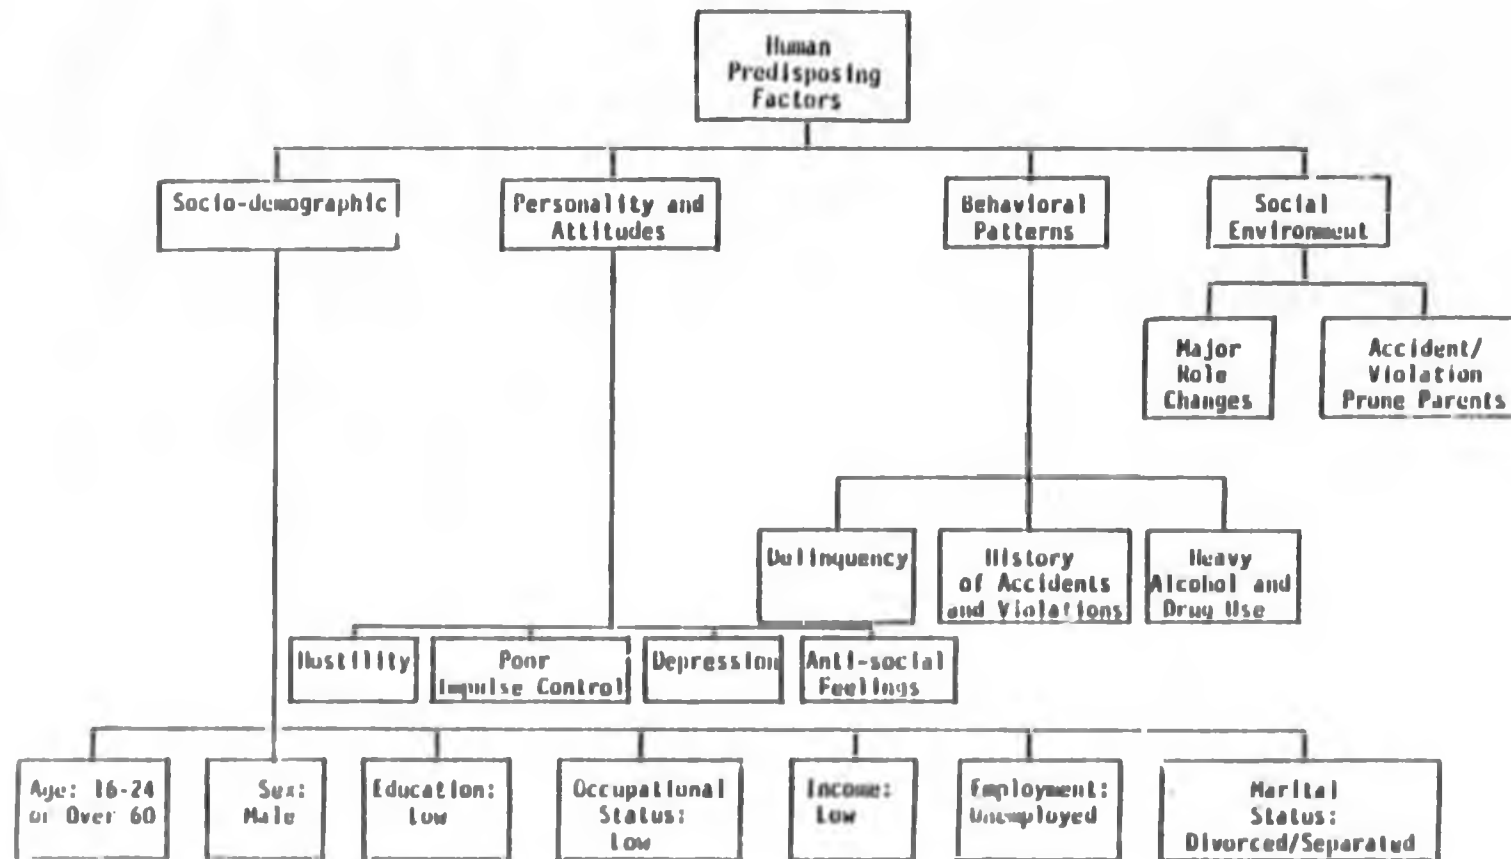 Human
Predisposing
Factors
Socio-demographic
Personality and
Attitudes
Behavioral
Patterns
Social
Environment
Major
Role
Changes
Accident/
Violation
Prone Parents
Delinquency
History
of Accidents
and Violations
Heavy
Alcohol and
Drug Use
Hostility
Poor
Impulse Control
Depression
Anti-social
Feelings
Age: 16-24
or Over 60
Sex:
Male
Education:
Low
Occupational
Status:
Low
Income:
Low
Employment:
Unemployed
Marital
Status:
Divorced/Separated